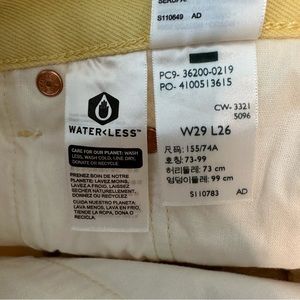 S110649 AD
WATER<LESS™
CARE FOR OUR PLANET: WASH
LESS, WASH COLD, LINE DRY,
DONATE OR RECYCLE.
PRENEZ BIEN DE NOTRE
PLANÈTE: LAVEZ MOINS,
LAVEZ A FROID, LAISSEZ
SÉCHER NATURELLEMENT,
DONNEZ OU RECYCLEZ.
CUIDA NUESTRO PLANETA:
LAVA MENOS, LAVA EN FRIO,
TIENDE LA ROPA, DONA O
RECICLA.
PC9- 36200-0219
PO- 4100513615
CW- 3321
5096
W29 L26
尺码: 155/74A
호칭: 73-99
허리둘레: 73 cm
엉덩이둘레: 99 cm
S110783 AD